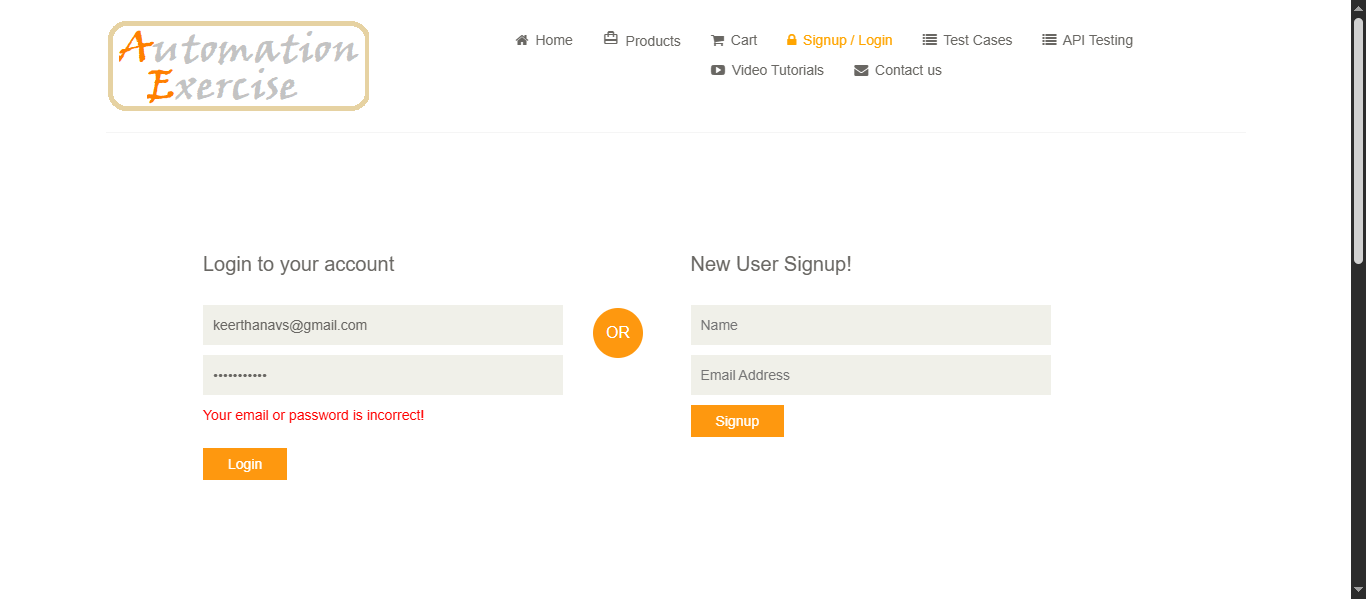 Automation
Exercise
Home Products Cart Signup / Login Test Cases API Testing
Video Tutorials Contact us
Login to your account
keerthanavs@gmail.com
•••••••••••
Your email or password is incorrect!
Login
OR
New User Signup!
Name
Email Address
Signup